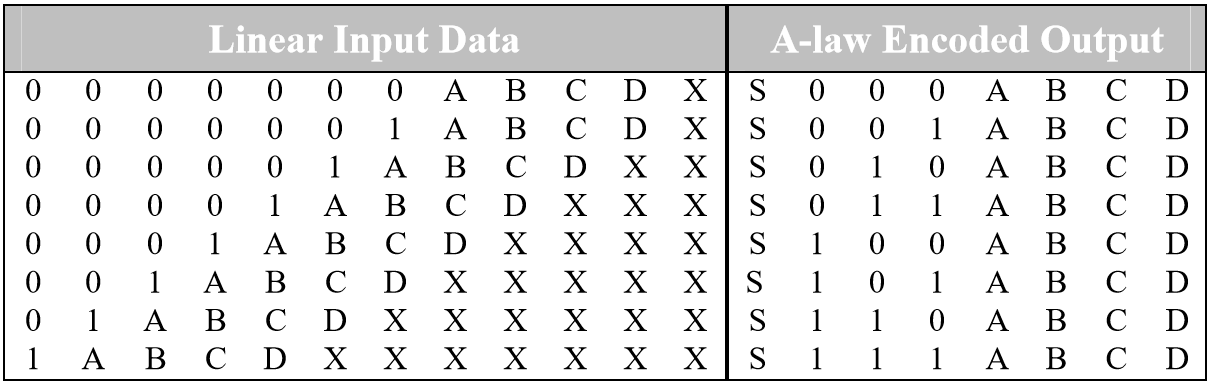 Linear Input Data A-law Encoded Output
0 0 0 0 0 0 0 A B C D X S 0 0 0 A B C D
0 0 0 0 0 0 1 A B C D X S 0 0 1 A B C D
0 0 0 0 0 1 A B C D X X S 0 1 0 A B C D
0 0 0 0 1 A B C D X X X S 0 1 1 A B C D
0 0 0 1 A B C D X X X X S 1 0 0 A B C D
0 0 1 A B C D X X X X X S 1 0 1 A B C D
0 1 A B C D X X X X X X S 1 1 0 A B C D
1 A B C D X X X X X X X S 1 1 1 A B C D